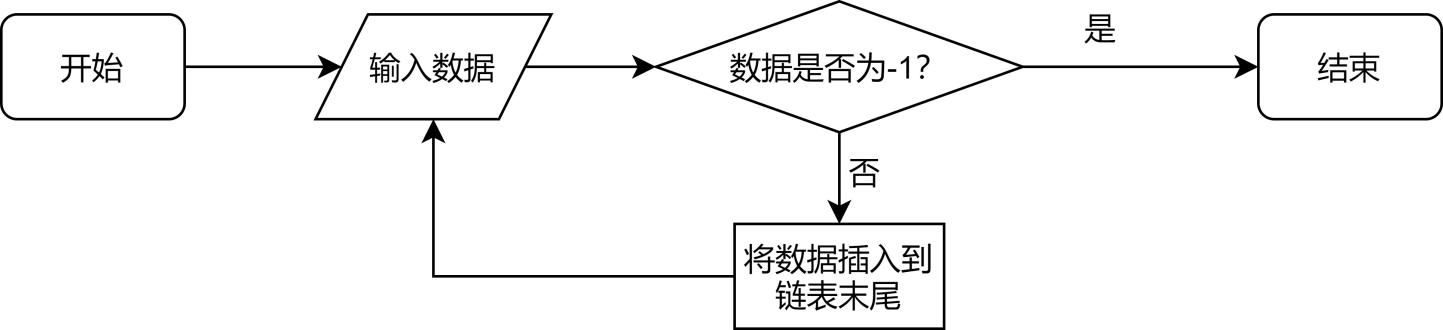 开始
输入数据
数据是否为-1?
是
结束
否
将数据插入到
链表末尾